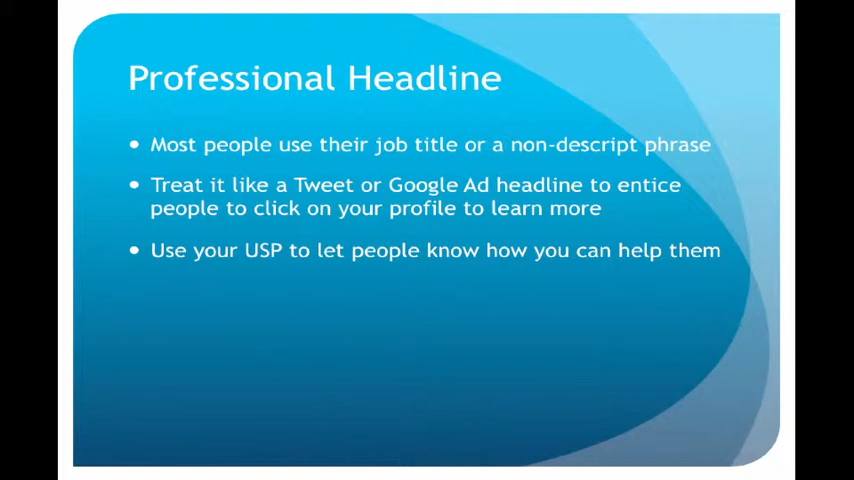 Professional Headline
• Most people use their job title or a non-descript phrase
• Treat it like a Tweet or Google Ad headline to entice
people to click on your profile to learn more
• Use your USP to let people know how you can help them